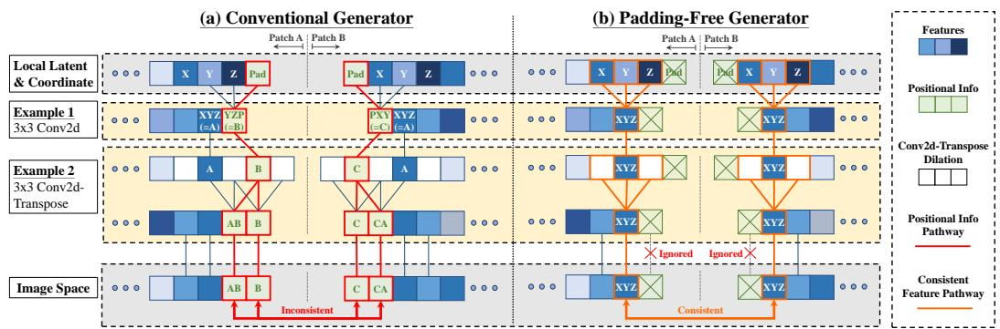 (a) Conventional Generator
(b) Padding-Free Generator
Patch A Patch B
Patch A Patch B
Local Latent
& Coordinate
X Y Z Pad
Pad X Y Z
X Y Z Pad
Pad X Y Z
Example 1
3x3 Conv2d
XYZ
(=A)
YZP
(=B)
PXY
(=C)
XYZ
(=A)
XYZ
XYZ
Example 2
3x3 Conv2d-
Transpose
A B
C A
XYZ
XYZ
AB B
C CA
XYZ
XYZ
Ignored
Ignored
Image Space
AB B
C CA
XYZ
XYZ
Inconsistent
Consistent
Features
Positional Info
Conv2d-Transpose
Dilation
Positional Info
Pathway
Consistent
Feature Pathway